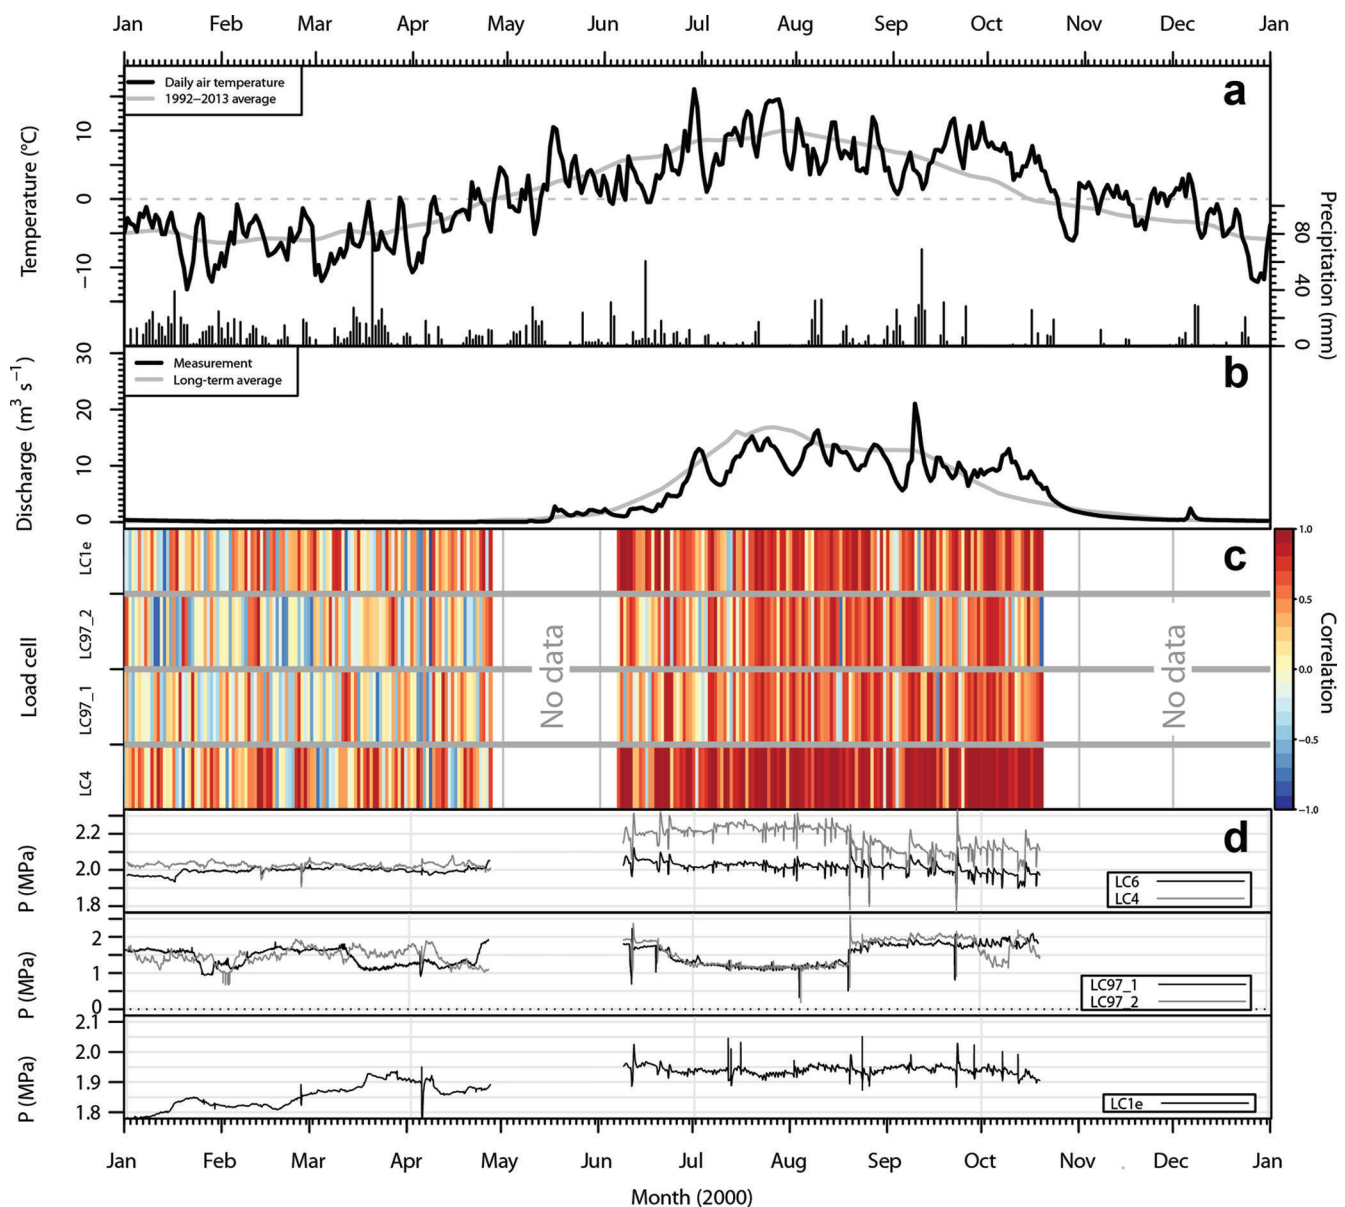 Jan Feb Mar Apr May Jun Jul Aug Sep Oct Nov Dec Jan
a
Daily air temperature
1992–2013 average
Temperature (°C)
10
0
−10
Precipitation (mm)
80
40
0
b
Measurement
Long-term average
Discharge (m³ s⁻¹)
30
20
10
0
c
Load cell
LC1e
LC97_2
LC97_1
LC4
No data
No data
Correlation
1.0
0.5
0.0
−0.5
−1.0
d
P (MPa)
2.2
2.0
1.8
LC6
LC4
P (MPa)
2
1
0
LC97_1
LC97_2
P (MPa)
2.1
2.0
1.9
1.8
LC1e
Jan Feb Mar Apr May Jun Jul Aug Sep Oct Nov Dec Jan
Month (2000)